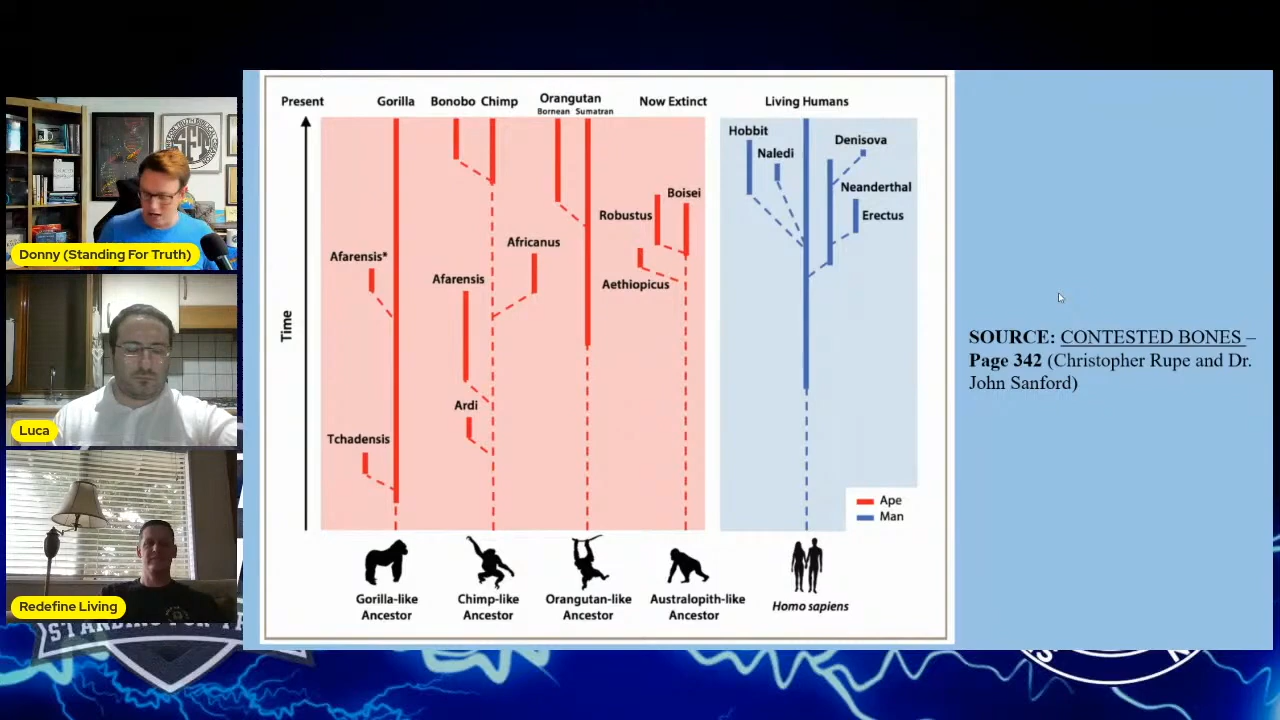 Donny (Standing For Truth)
Luca
Redefine Living
Present
Gorilla
Bonobo
Chimp
Orangutan
Bornean
Sumatran
Now Extinct
Living Humans
Hobbit
Naledi
Denisova
Neanderthal
Erectus
Boisei
Robustus
Aethiopicus
Africanus
Afarensis*
Afarensis
Ardi
Tchadensis
Time
Ape
Man
Gorilla-like
Ancestor
Chimp-like
Ancestor
Orangutan-like
Ancestor
Australopith-like
Ancestor
Homo sapiens
SOURCE: CONTESTED BONES –
Page 342 (Christopher Rupe and Dr.
John Sanford)